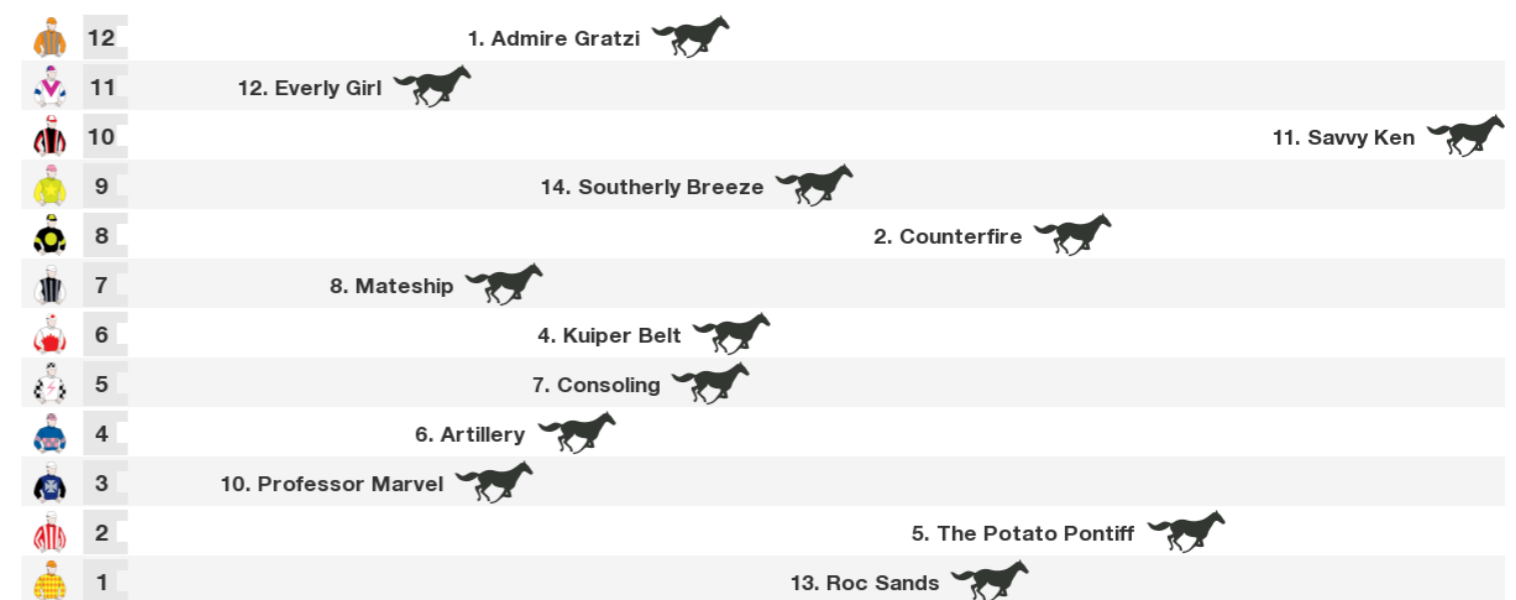 12 1. Admire Gratzi
11 12. Everly Girl
10 11. Savvy Ken
9 14. Southerly Breeze
8 2. Counterfire
7 8. Mateship
6 4. Kuiper Belt
5 7. Consoling
4 6. Artillery
3 10. Professor Marvel
2 5. The Potato Pontiff
1 13. Roc Sands